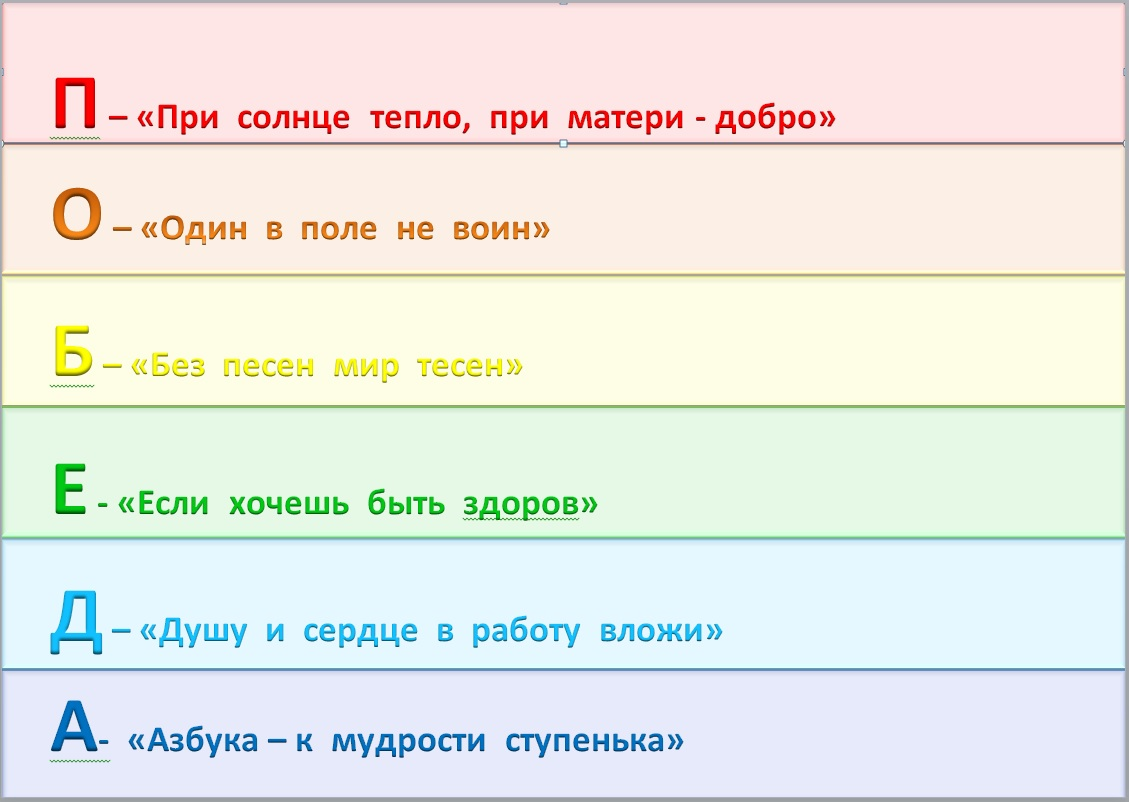 П – «При солнце тепло, при матери - добро»
О – «Один в поле не воин»
Б – «Без песен мир тесен»
Е - «Если хочешь быть здоров»
Д – «Душу и сердце в работу вложи»
А- «Азбука – к мудрости ступенька»